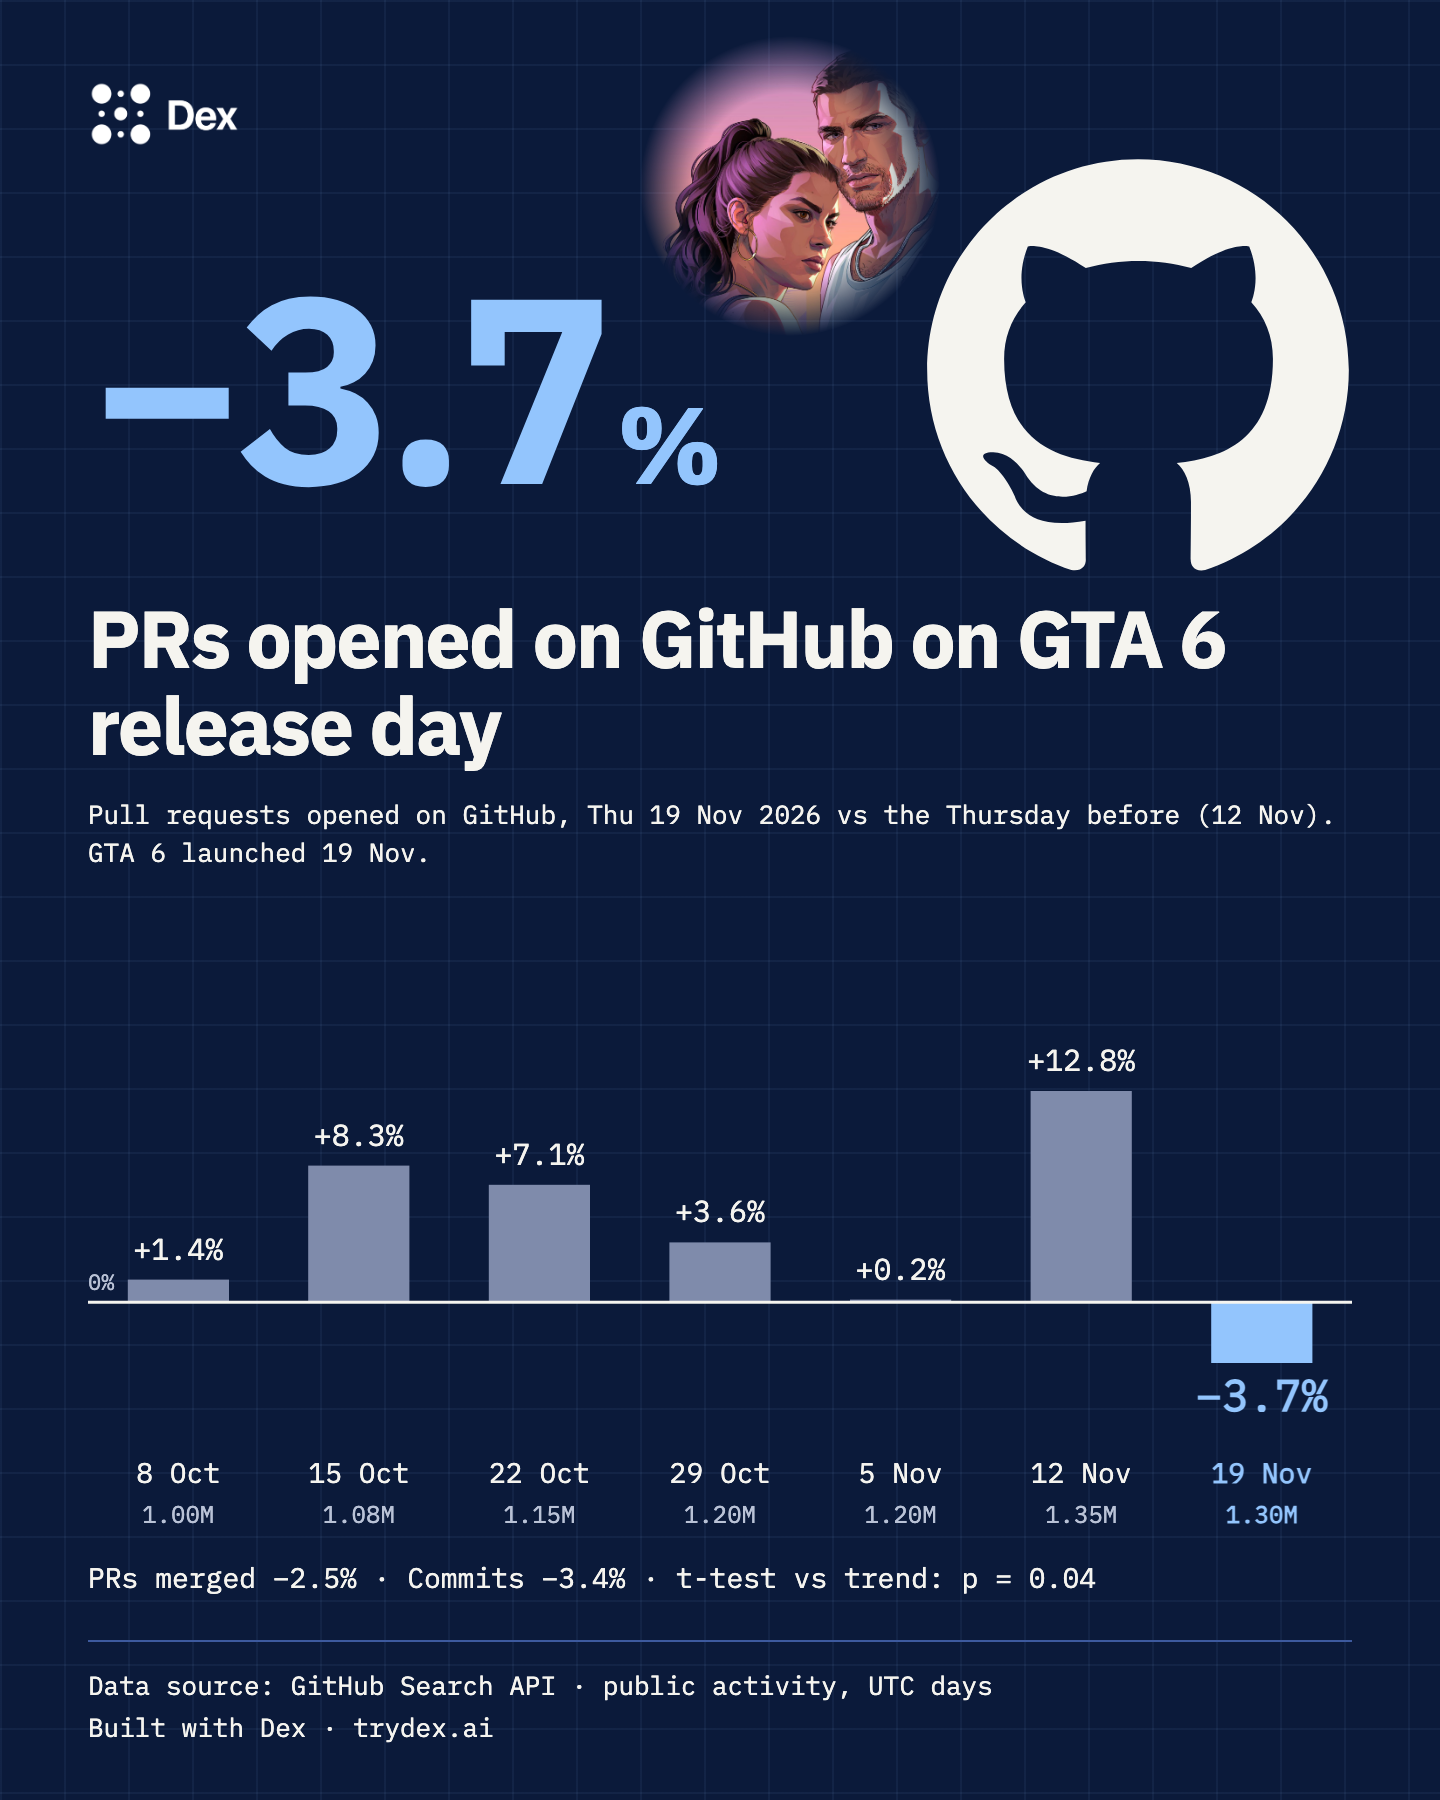 Dex
−3.7%
PRs opened on GitHub on GTA 6
release day
Pull requests opened on GitHub, Thu 19 Nov 2026 vs the Thursday before (12 Nov).
GTA 6 launched 19 Nov.
+12.8%
+8.3%
+7.1%
+3.6%
+1.4%
+0.2%
0%
−3.7%
8 Oct 15 Oct 22 Oct 29 Oct 5 Nov 12 Nov 19 Nov
1.00M 1.08M 1.15M 1.20M 1.20M 1.35M 1.30M
PRs merged −2.5% · Commits −3.4% · t-test vs trend: p = 0.04
Data source: GitHub Search API · public activity, UTC days
Built with Dex · trydex.ai